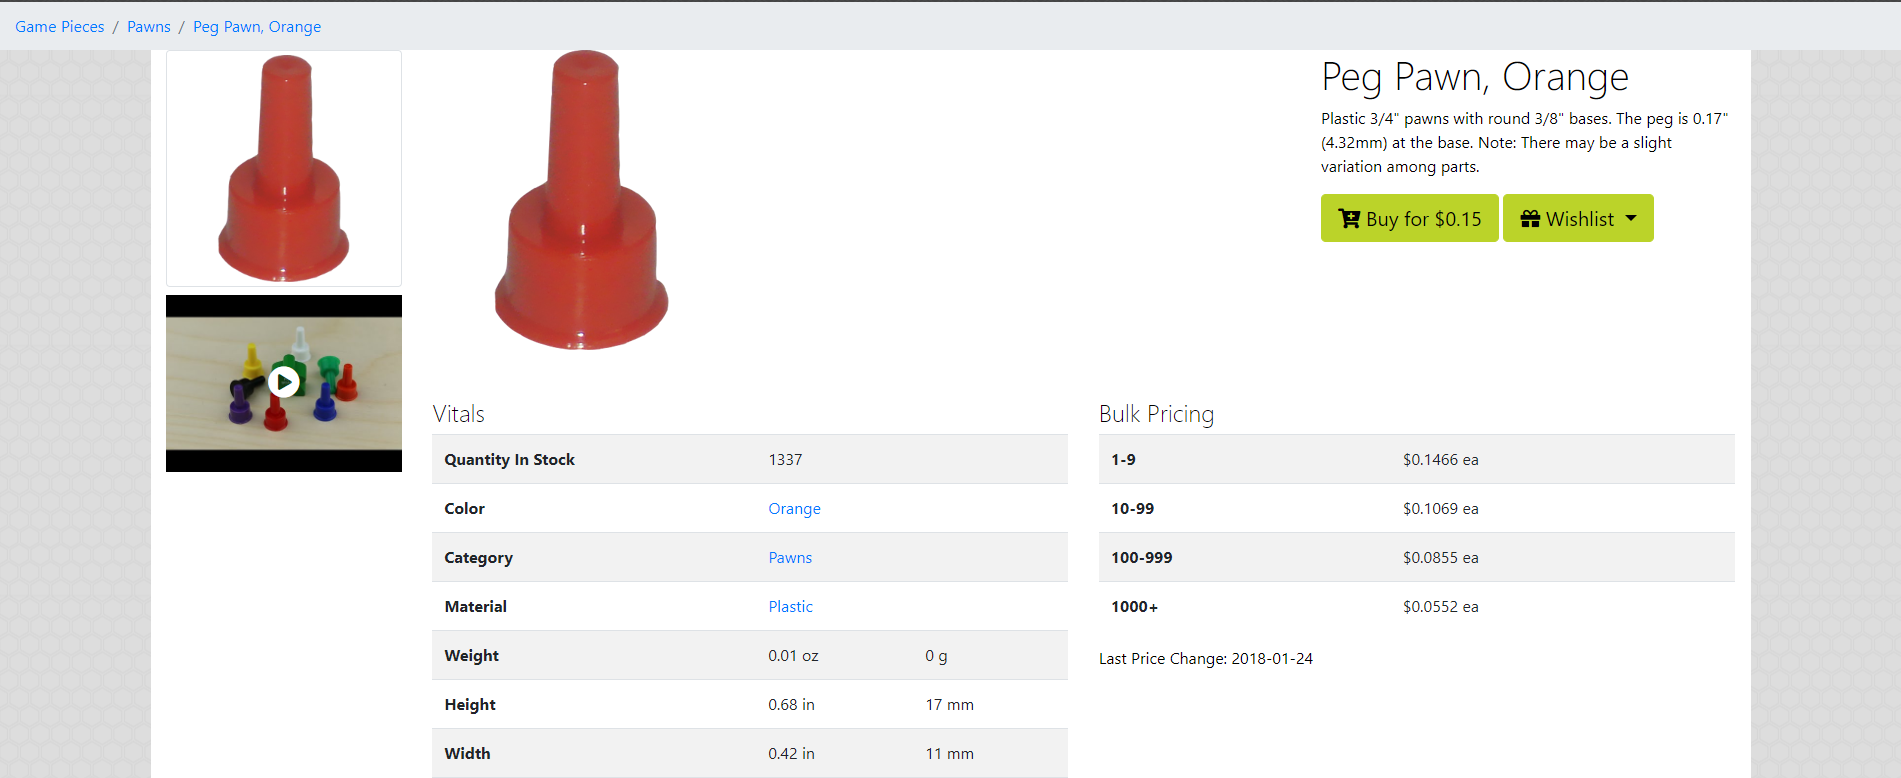 Game Pieces / Pawns / Peg Pawn, Orange
Peg Pawn, Orange
Plastic 3/4" pawns with round 3/8" bases. The peg is 0.17"
(4.32mm) at the base. Note: There may be a slight
variation among parts.
Buy for $0.15 Wishlist
Vitals
Quantity In Stock 1337
Color Orange
Category Pawns
Material Plastic
Weight 0.01 oz 0 g
Height 0.68 in 17 mm
Width 0.42 in 11 mm
Bulk Pricing
1-9 $0.1466 ea
10-99 $0.1069 ea
100-999 $0.0855 ea
1000+ $0.0552 ea
Last Price Change: 2018-01-24